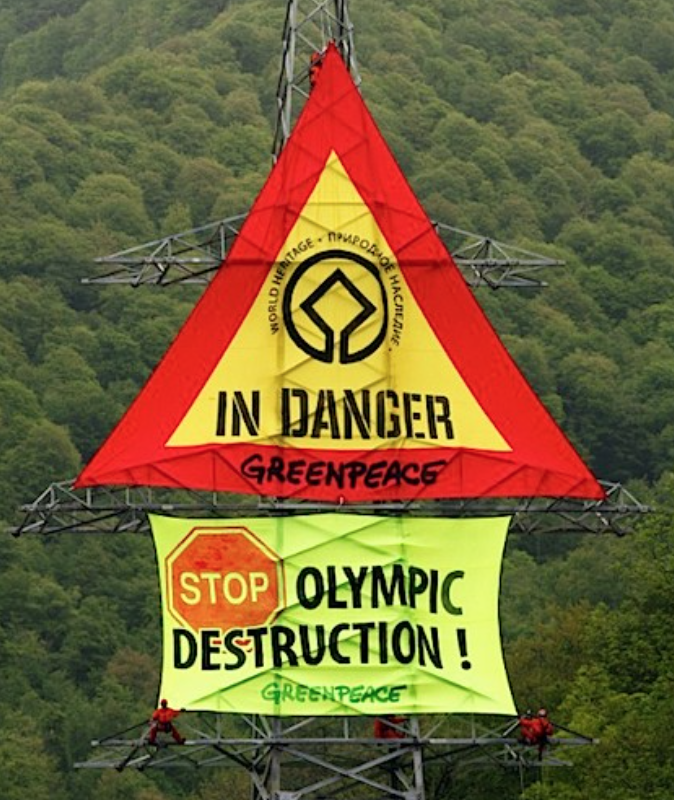 WORLD HERITAGE • ПРИРОДНОЕ НАСЛЕДИЕ •
IN DANGER
GREENPEACE
STOP OLYMPIC
DESTRUCTION !
GREENPEACE